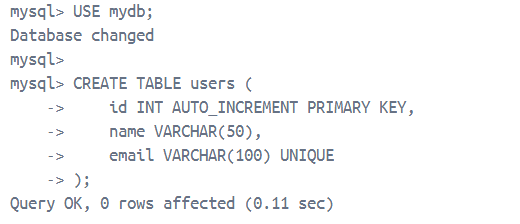 mysql> USE mydb;
Database changed
mysql>
mysql> CREATE TABLE users (
    ->     id INT AUTO_INCREMENT PRIMARY KEY,
    ->     name VARCHAR(50),
    ->     email VARCHAR(100) UNIQUE
    -> );
Query OK, 0 rows affected (0.11 sec)